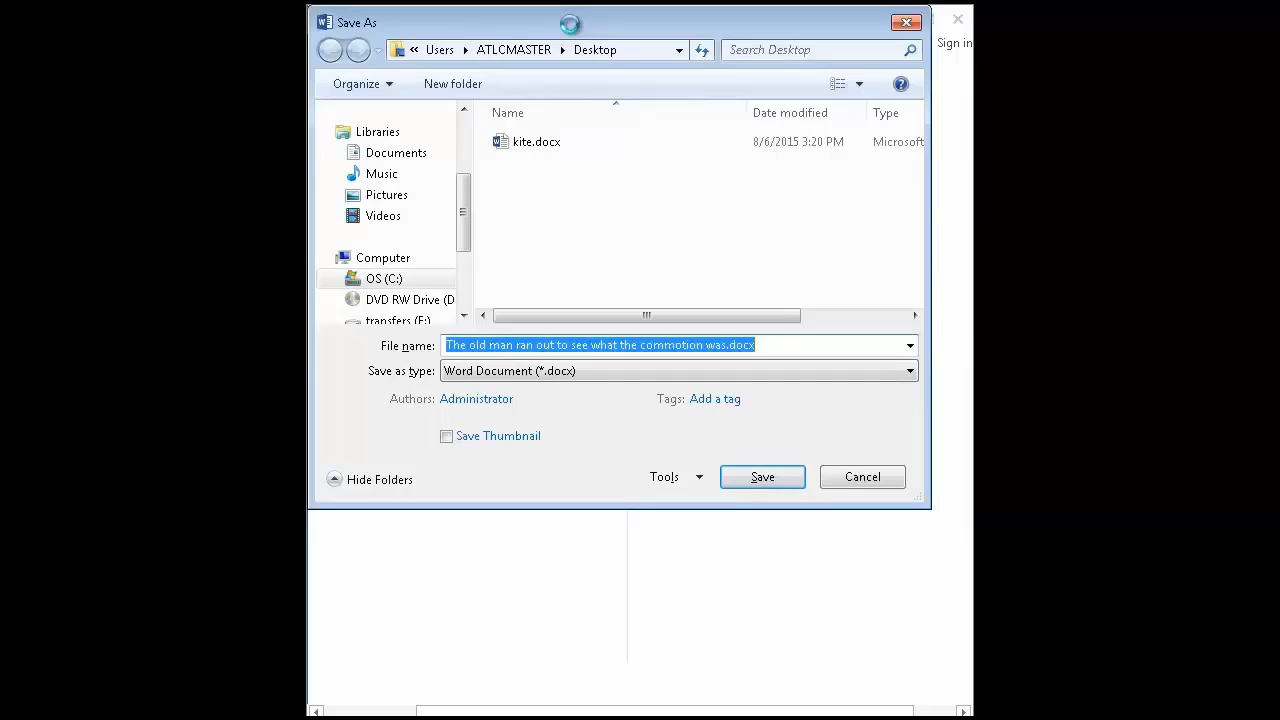 Save As
« Users ATLCMASTER Desktop
Search Desktop
Sign in
Organize New folder
Name Date modified Type
Libraries
kite.docx 8/6/2015 3:20 PM Microsoft
Documents
Music
Pictures
Videos
Computer
OS (C:)
DVD RW Drive (D
transfers (F:)
File name: The old man ran out to see what the commotion was.docx
Save as type: Word Document (*.docx)
Authors: Administrator Tags: Add a tag
Save Thumbnail
Hide Folders Tools Save Cancel